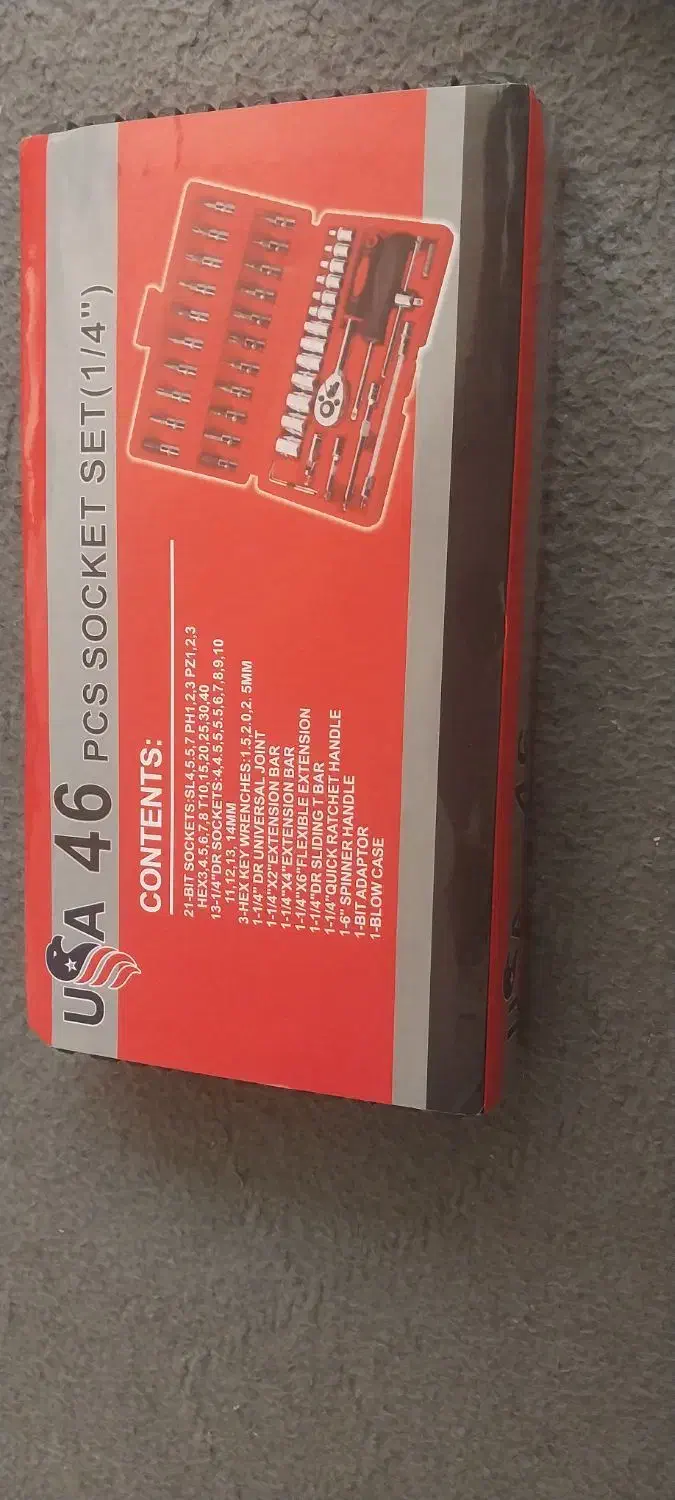 USA 46 PCS SOCKET SET(1/4")
CONTENTS:
21-BIT SOCKETS:SL4,5.5,7 PH1,2,3 PZ1,2,3
HEX3,4,5,6,7,8 T10,15,20,25,30,40
13-1/4"DR SOCKETS:4,4.5,5,5.5,6,7,8,9,10
11,12,13, 14MM
3-HEX KEY WRENCHES:1.5,2.0,2. 5MM
1-1/4" DR UNIVERSAL JOINT
1-1/4"X2"EXTENSION BAR
1-1/4"X4"EXTENSION BAR
1-1/4"X6"FLEXIBLE EXTENSION
1-1/4"DR SLIDING T BAR
1-1/4"QUICK RATCHET HANDLE
1-6" SPINNER HANDLE
1-BIT ADAPTOR
1-BLOW CASE